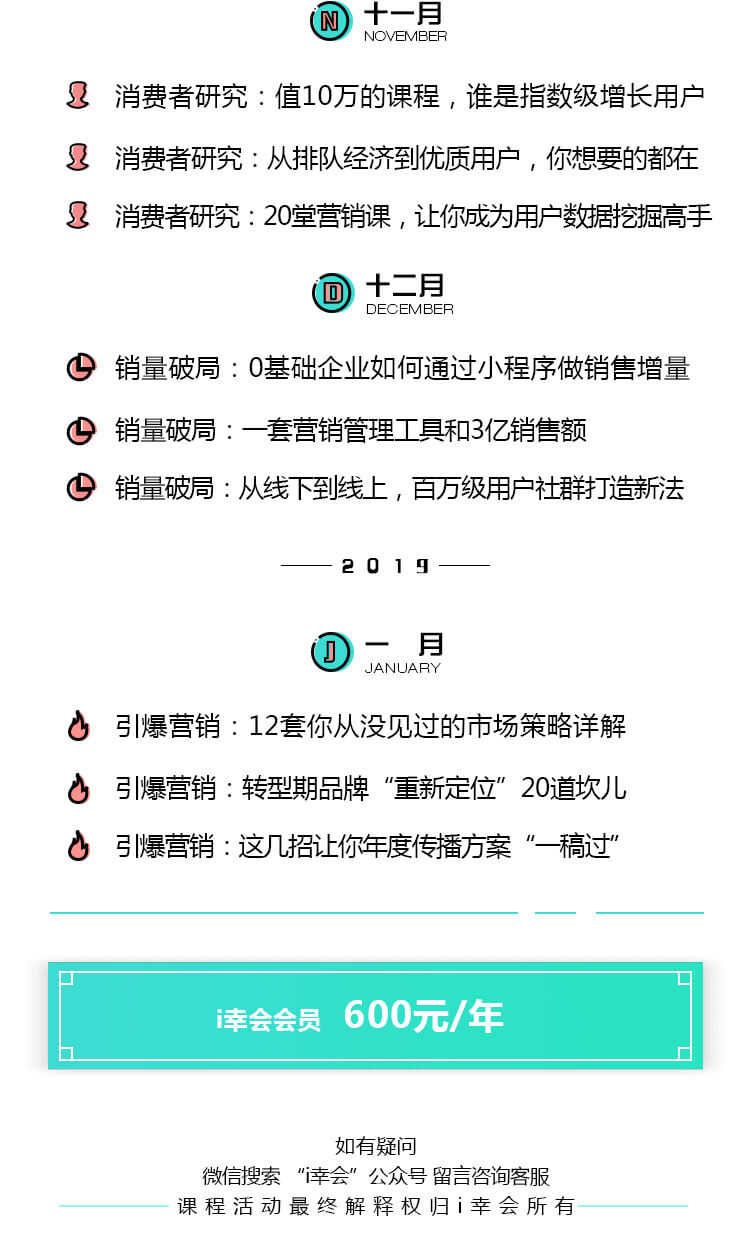 N 十一月
NOVEMBER
消费者研究：值10万的课程，谁是指数级增长用户
消费者研究：从排队经济到优质用户，你想要的都在
消费者研究：20堂营销课，让你成为用户数据挖掘高手
D 十二月
DECEMBER
销量破局：0基础企业如何通过小程序做销售增量
销量破局：一套营销管理工具和3亿销售额
销量破局：从线下到线上，百万级用户社群打造新法
2019
J 一 月
JANUARY
引爆营销：12套你从没见过的市场策略详解
引爆营销：转型期品牌“重新定位”20道坎儿
引爆营销：这几招让你年度传播方案“一稿过”
i幸会会员 600元/年
如有疑问
微信搜索 “i幸会”公众号 留言咨询客服
课程活动最终解释权归i幸会所有